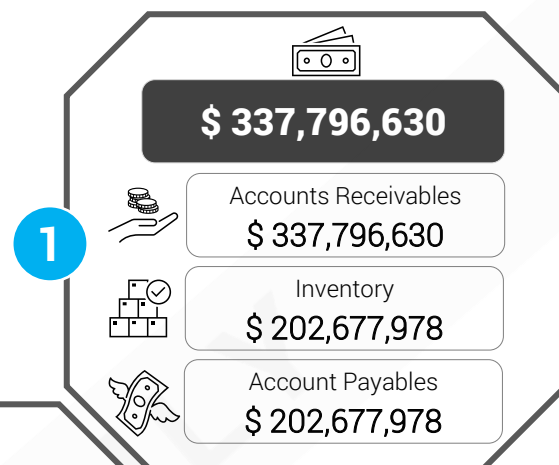 $ 337,796,630
Accounts Receivables
$ 337,796,630
1
Inventory
$ 202,677,978
Account Payables
$ 202,677,978